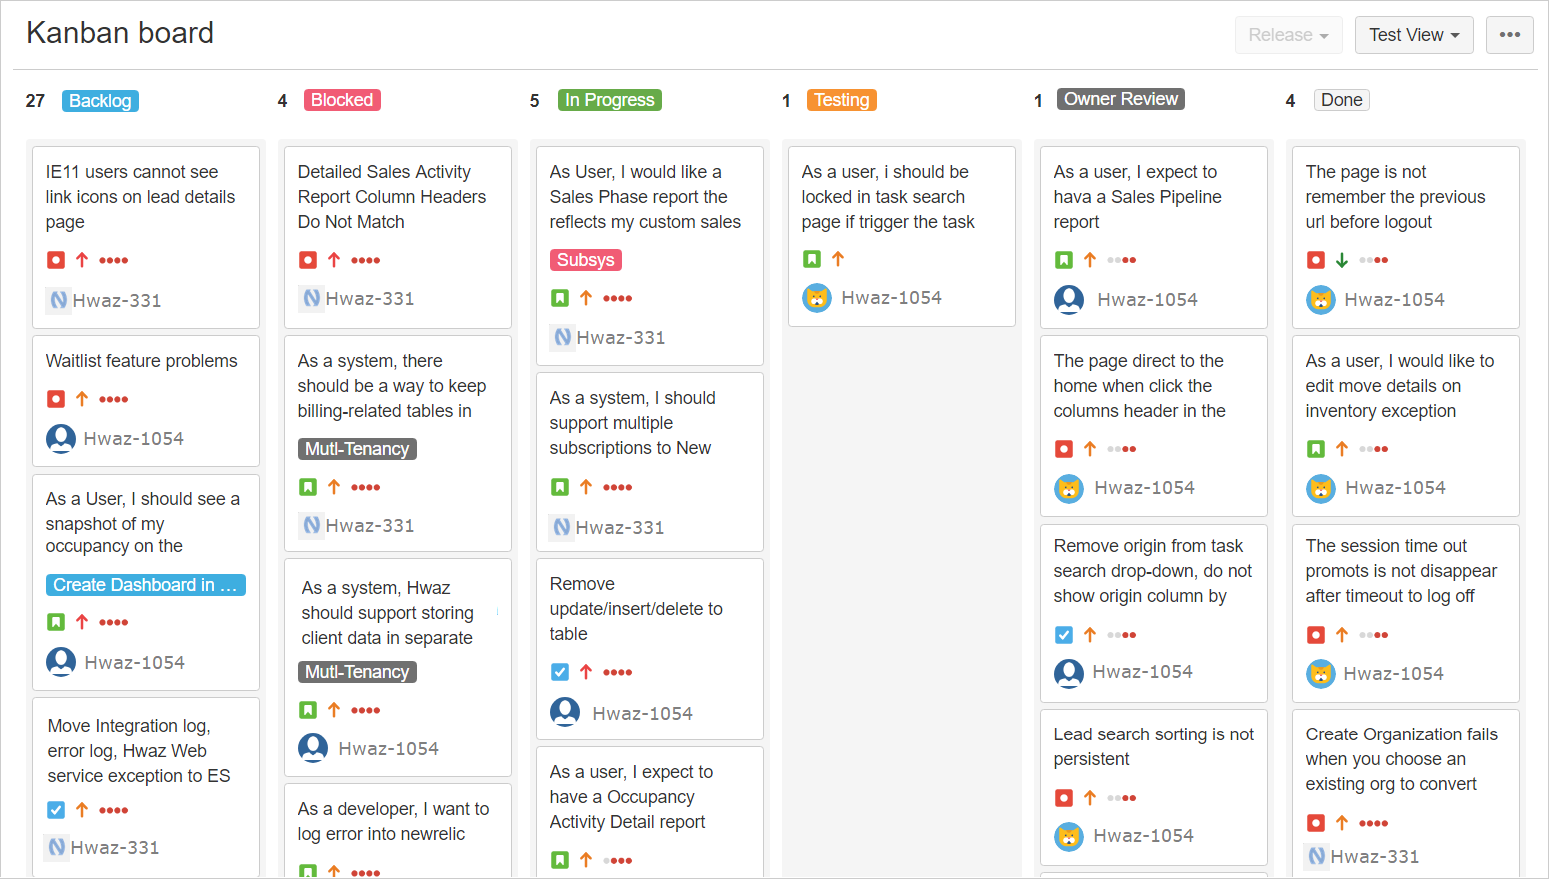 Kanban board
Release
Test View
27 Backlog
4 Blocked
5 In Progress
1 Testing
1 Owner Review
4 Done
IE11 users cannot see
link icons on lead details
page
Hwaz-331
Waitlist feature problems
Hwaz-1054
As a User, I should see a
snapshot of my
occupancy on the
Create Dashboard in ...
Hwaz-1054
Move Integration log,
error log, Hwaz Web
service exception to ES
Hwaz-331
Detailed Sales Activity
Report Column Headers
Do Not Match
Hwaz-331
As a system, there
should be a way to keep
billing-related tables in
Mutl-Tenancy
Hwaz-331
As a system, Hwaz
should support storing
client data in separate
Mutl-Tenancy
Hwaz-1054
As a developer, I want to
log error into newrelic
As User, I would like a
Sales Phase report the
reflects my custom sales
Subsys
Hwaz-331
As a system, I should
support multiple
subscriptions to New
Hwaz-331
Remove
update/insert/delete to
table
Hwaz-1054
As a user, I expect to
have a Occupancy
Activity Detail report
As a user, i should be
locked in task search
page if trigger the task
Hwaz-1054
As a user, I expect to
hava a Sales Pipeline
report
Hwaz-1054
The page direct to the
home when click the
columns header in the
Hwaz-1054
Remove origin from task
search drop-down, do not
show origin column by
Hwaz-1054
Lead search sorting is not
persistent
Hwaz-1054
The page is not
remember the previous
url before logout
Hwaz-1054
As a user, I would like to
edit move details on
inventory exception
Hwaz-1054
The session time out
promots is not disappear
after timeout to log off
Hwaz-1054
Create Organization fails
when you choose an
existing org to convert
Hwaz-331